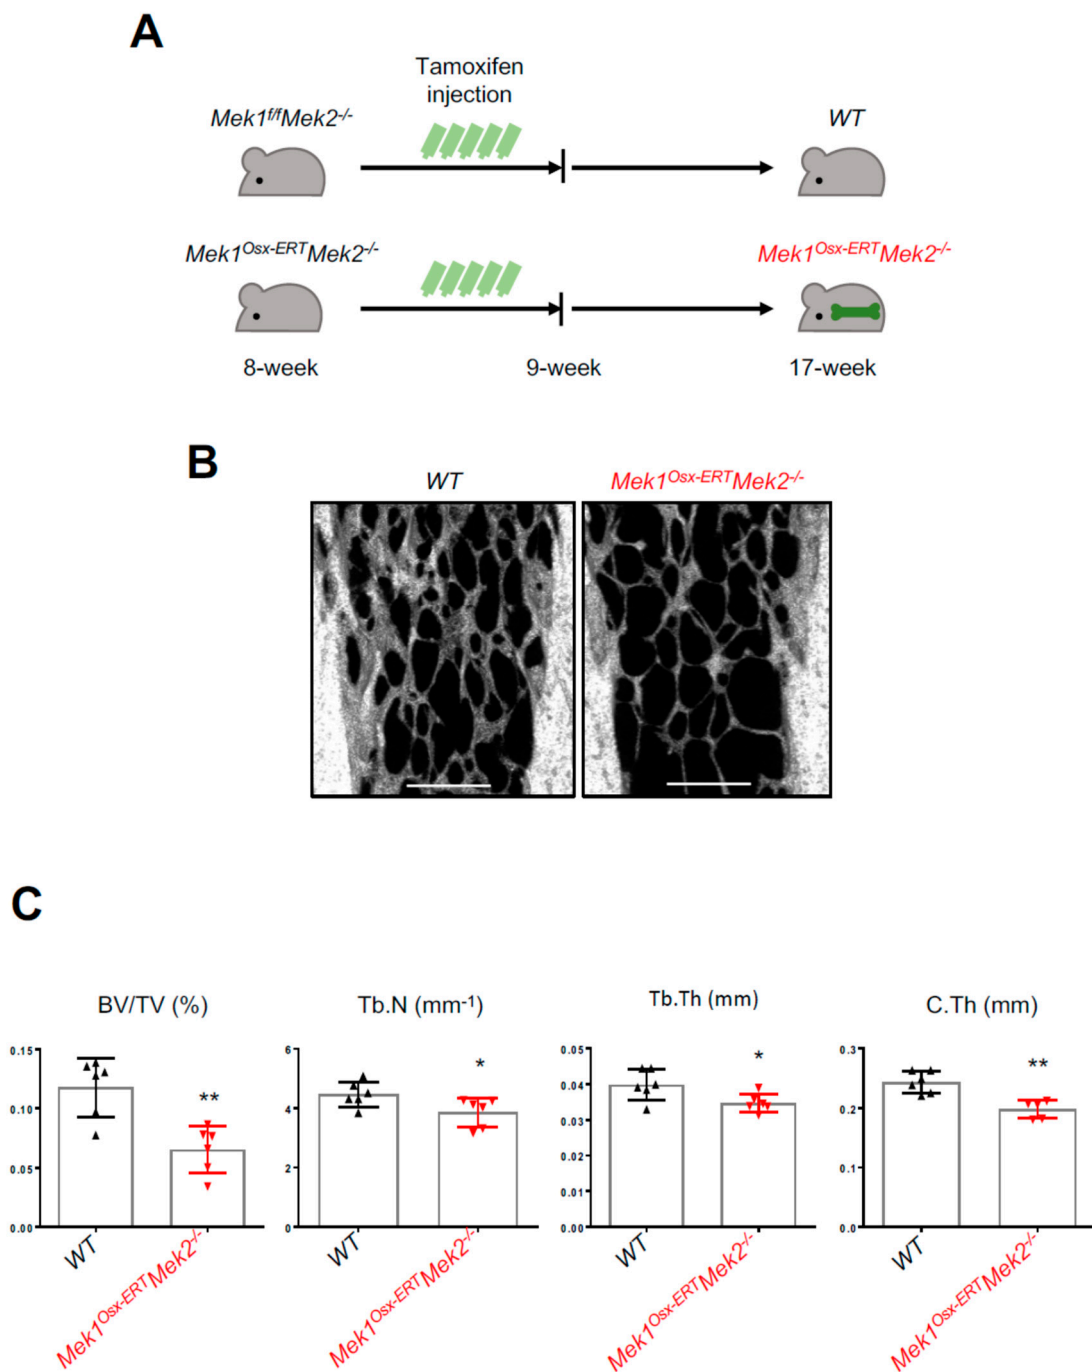 A
Tamoxifen
injection
Mek1f/fMek2-/-
WT
Mek1Osx-ERTMek2-/-
Mek1Osx-ERTMek2-/-
8-week
9-week
17-week
B
WT
Mek1Osx-ERTMek2-/-
C
BV/TV (%)
0.15
0.10
0.05
0.00
**
WT
Mek1Osx-ERTMek2-/-
Tb.N (mm-1)
6
4
2
0
*
WT
Mek1Osx-ERTMek2-/-
Tb.Th (mm)
0.05
0.04
0.03
0.02
0.01
0.00
*
WT
Mek1Osx-ERTMek2-/-
C.Th (mm)
0.3
0.2
0.1
0.0
**
WT
Mek1Osx-ERTMek2-/-